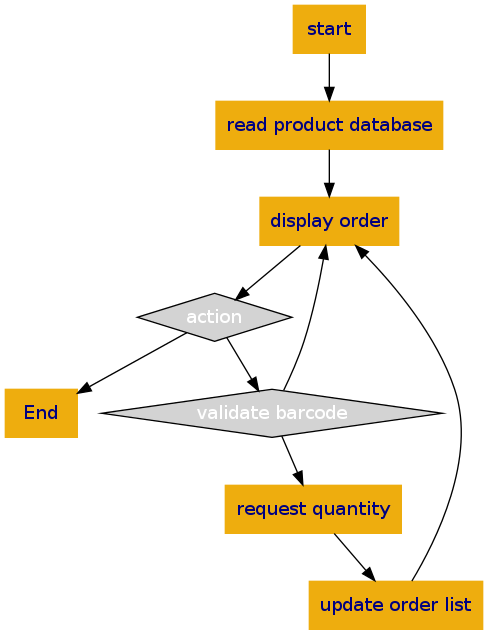 start
read product database
display order
action
End
validate barcode
request quantity
update order list